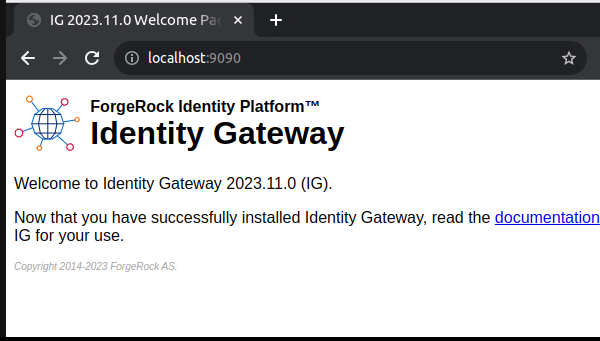 IG 2023.11.0 Welcome Pa
localhost:9090
ForgeRock Identity Platform™
Identity Gateway
Welcome to Identity Gateway 2023.11.0 (IG).
Now that you have successfully installed Identity Gateway, read the documentation
IG for your use.
Copyright 2014-2023 ForgeRock AS.